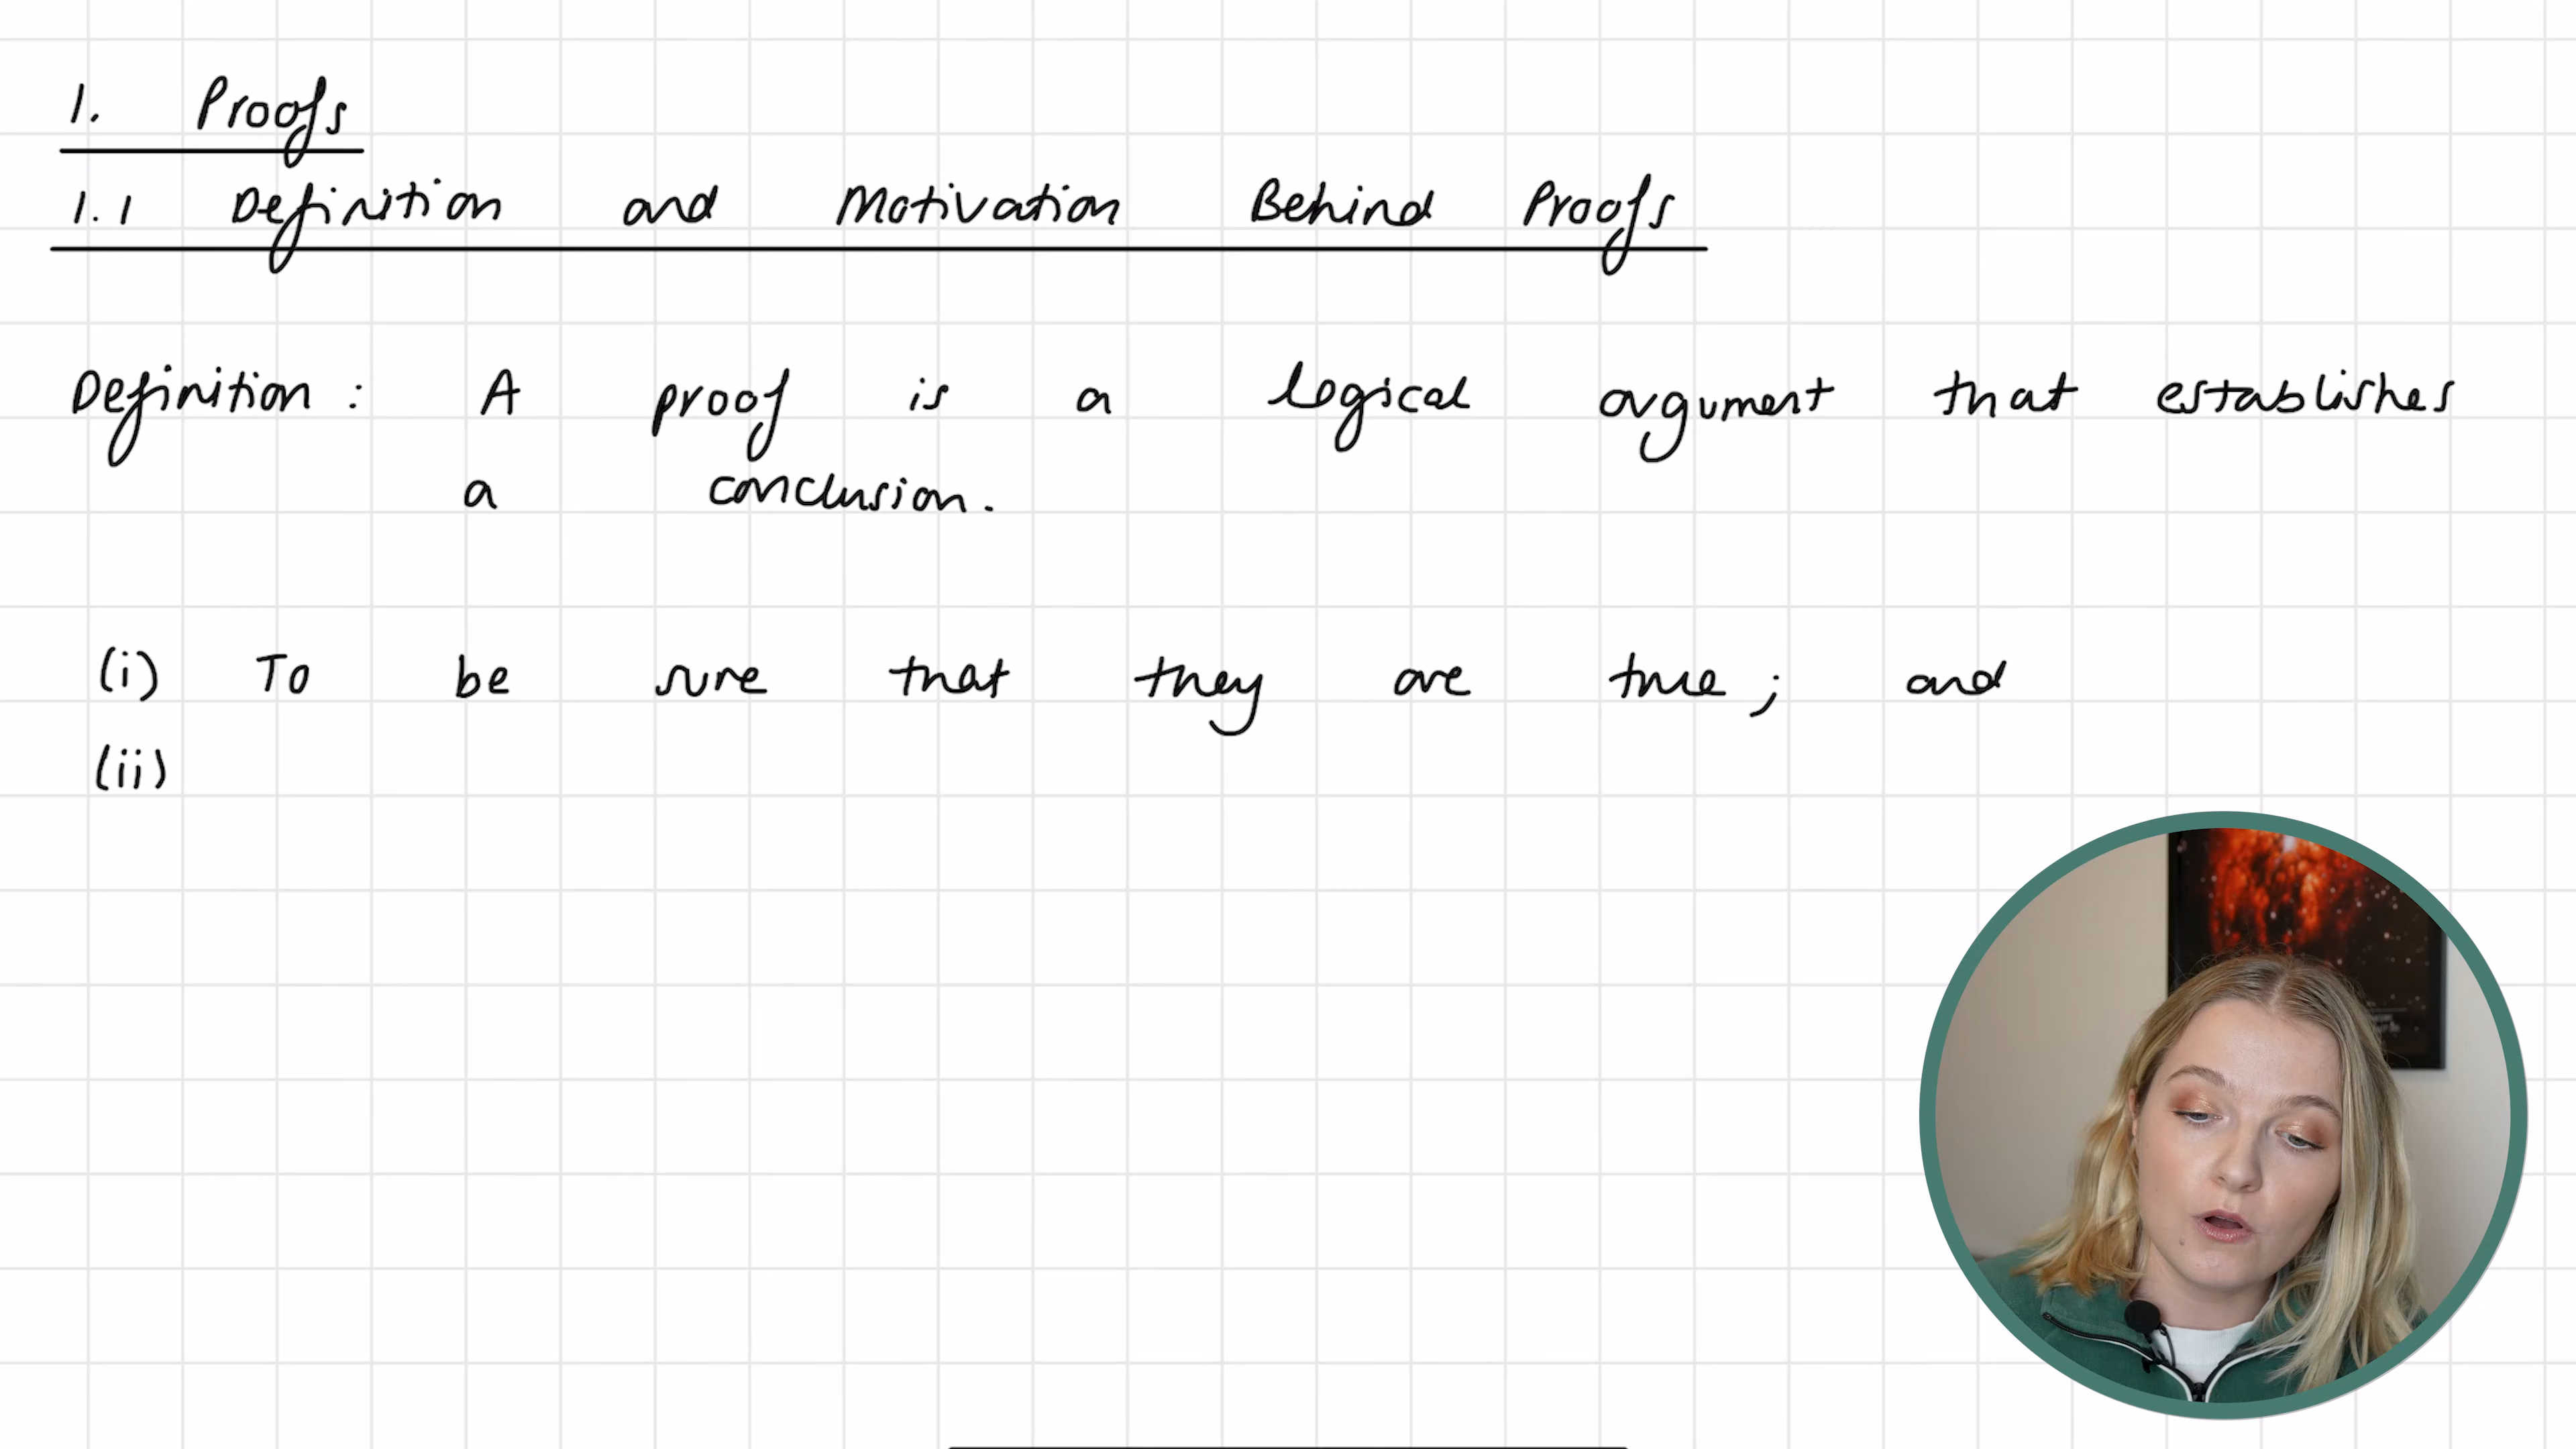 1. Proofs
1.1 Definition and Motivation Behind Proofs
Definition: A proof is a logical argument that establishes
a conclusion.
(i) To be sure that they are true; and
(ii)